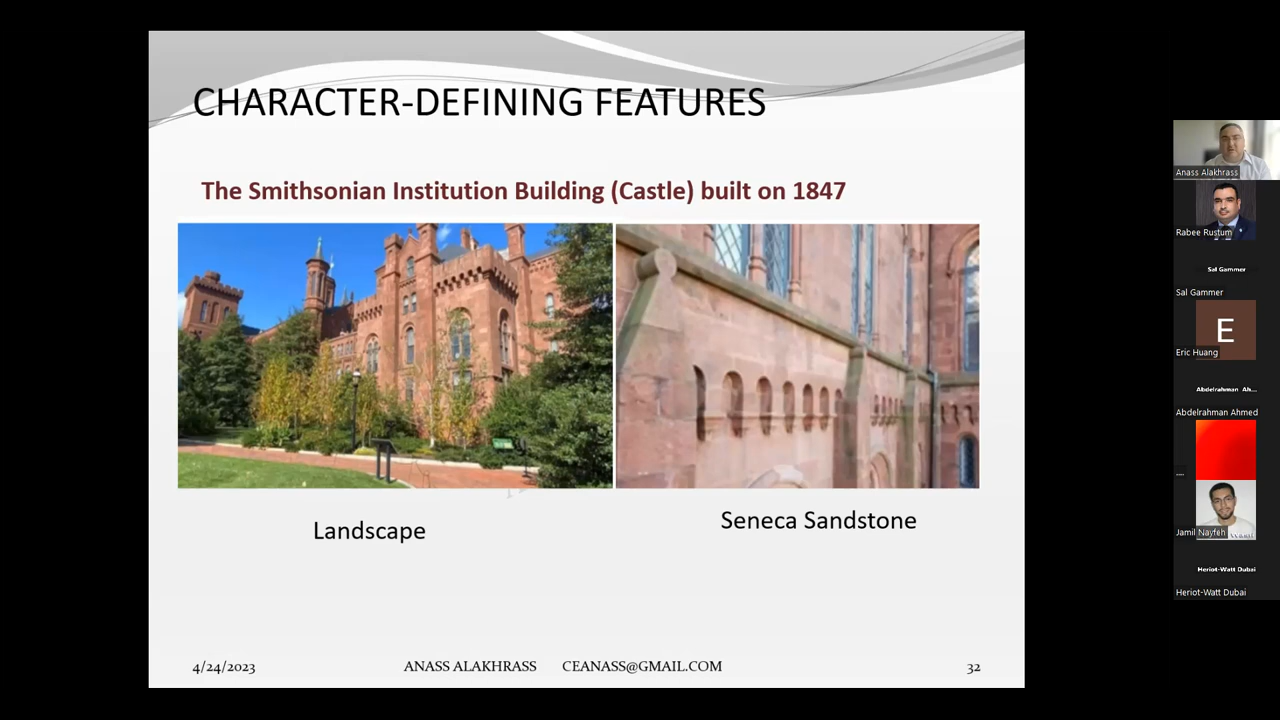 CHARACTER-DEFINING FEATURES
The Smithsonian Institution Building (Castle) built on 1847
Landscape
Seneca Sandstone
4/24/2023
ANASS ALAKHRASS CEANASS@GMAIL.COM
32
Anass Alakhrass
Rabee Rustum
Sal Gammer
Sal Gammer
E
Eric Huang
Abdelrahman Ah...
Abdelrahman Ahmed
....
Jamil Nayfeh
Heriot-Watt Dubai
Heriot-Watt Dubai